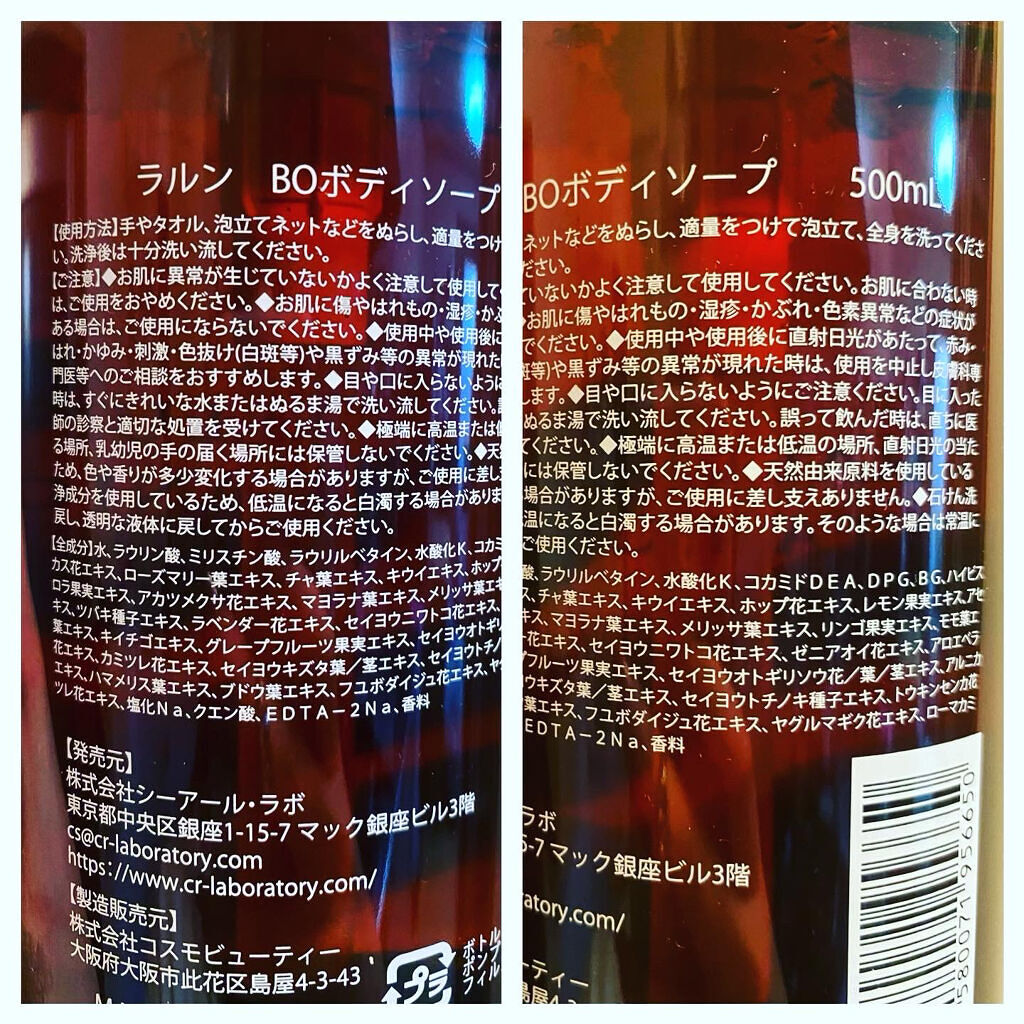 ラルン BOボディソープ
【使用方法】手やタオル、泡立てネットなどをぬらし、適量をつけ
い。洗浄後は十分洗い流してください。
【ご注意】◆お肌に異常が生じていないかよく注意して使用して
は、ご使用をおやめください。◆お肌に傷やはれもの・湿疹・か
ある場合は、ご使用にならないでください。◆使用中や使用後に
はれ・かゆみ・刺激・色抜け(白斑等)や黒ずみ等の異常が現れた
門医等へのご相談をおすすめします。◆目や口に入らないように
時は、すぐにきれいな水またはぬるま湯で洗い流してください。
師の診察と適切な処置を受けてください。◆極端に高温または
る場所、乳幼児の手の届く場所には保管しないでください。◆天
ため、色や香りが多少変化する場合がありますが、ご使用に差し
浄成分を使用しているため、低温になると白濁する場合がありま
戻し、透明な液体に戻してからご使用ください。
【全成分】水、ラウリン酸、ミリスチン酸、ラウリルベタイン、水酸化K、コカミ
カス花エキス、ローズマリー葉エキス、チャ葉エキス、キウイエキス、ホップ
ロラ果実エキス、アカツメクサ花エキス、マヨラナ葉エキス、メリッサ葉エキ
キス、ツバキ種子エキス、ラベンダー花エキス、セイヨウニワトコ花エキス、
葉エキス、キイチゴエキス、グレープフルーツ果実エキス、セイヨウオトギリ
花エキス、カミツレ花エキス、セイヨウキズタ葉／茎エキス、セイヨウトチノ
エキス、ハマメリス葉エキス、ブドウ葉エキス、フユボダイジュ花エキス、ヤ
ツレ花エキス、塩化Na、クエン酸、EDTA－2Na、香料
【発売元】
株式会社シーアール・ラボ
東京都中央区銀座1-15-7 マック銀座ビル3階
cs@cr-laboratory.com
https://www.cr-laboratory.com/
【製造販売元】
株式会社コスモビューティー
大阪府大阪市此花区島屋4-3-43
プラ
ボトル
ポンプ
フィル
BOボディソープ 500mL
ネットなどをぬらし、適量をつけて泡立て、全身を洗ってくださ
ださい。
ていないかよく注意して使用してください。お肌に合わない時
◆お肌に傷やはれもの・湿疹・かぶれ・色素異常などの症状が
でください。◆使用中や使用後に直射日光があたって、赤み・
斑等)や黒ずみ等の異常が現れた時は、使用を中止し皮膚科専
します。◆目や口に入らないようにご注意ください。目に入った
ぬるま湯で洗い流してください。誤って飲んだ時は、直ちに医
てください。◆極端に高温または低温の場所、直射日光の当た
には保管しないでください。◆天然由来原料を使用している
場合がありますが、ご使用に差し支えありません。◆石けん洗
温になると白濁する場合があります。そのような場合は常温に
ご使用ください。
酸、ラウリルベタイン、水酸化K、コカミドDEA、DPG、BG、ハイビス
ス、チャ葉エキス、キウイエキス、ホップ花エキス、レモン果実エキス、アセ
キス、マヨラナ葉エキス、メリッサ葉エキス、リンゴ果実エキス、モモ葉エ
ー花エキス、セイヨウニワトコ花エキス、ゼニアオイ花エキス、アロエベラ
プフルーツ果実エキス、セイヨウオトギリソウ花／葉／茎エキス、アルニカ
ウキズタ葉／茎エキス、セイヨウトチノキ種子エキス、トウキンセンカ花
葉エキス、フユボダイジュ花エキス、ヤグルマギク花エキス、ローマカミ
EDTA－2Na、香料
ラボ
5-7 マック銀座ビル3階
ratory.com/
ーティー
島屋4-3
580071 956650